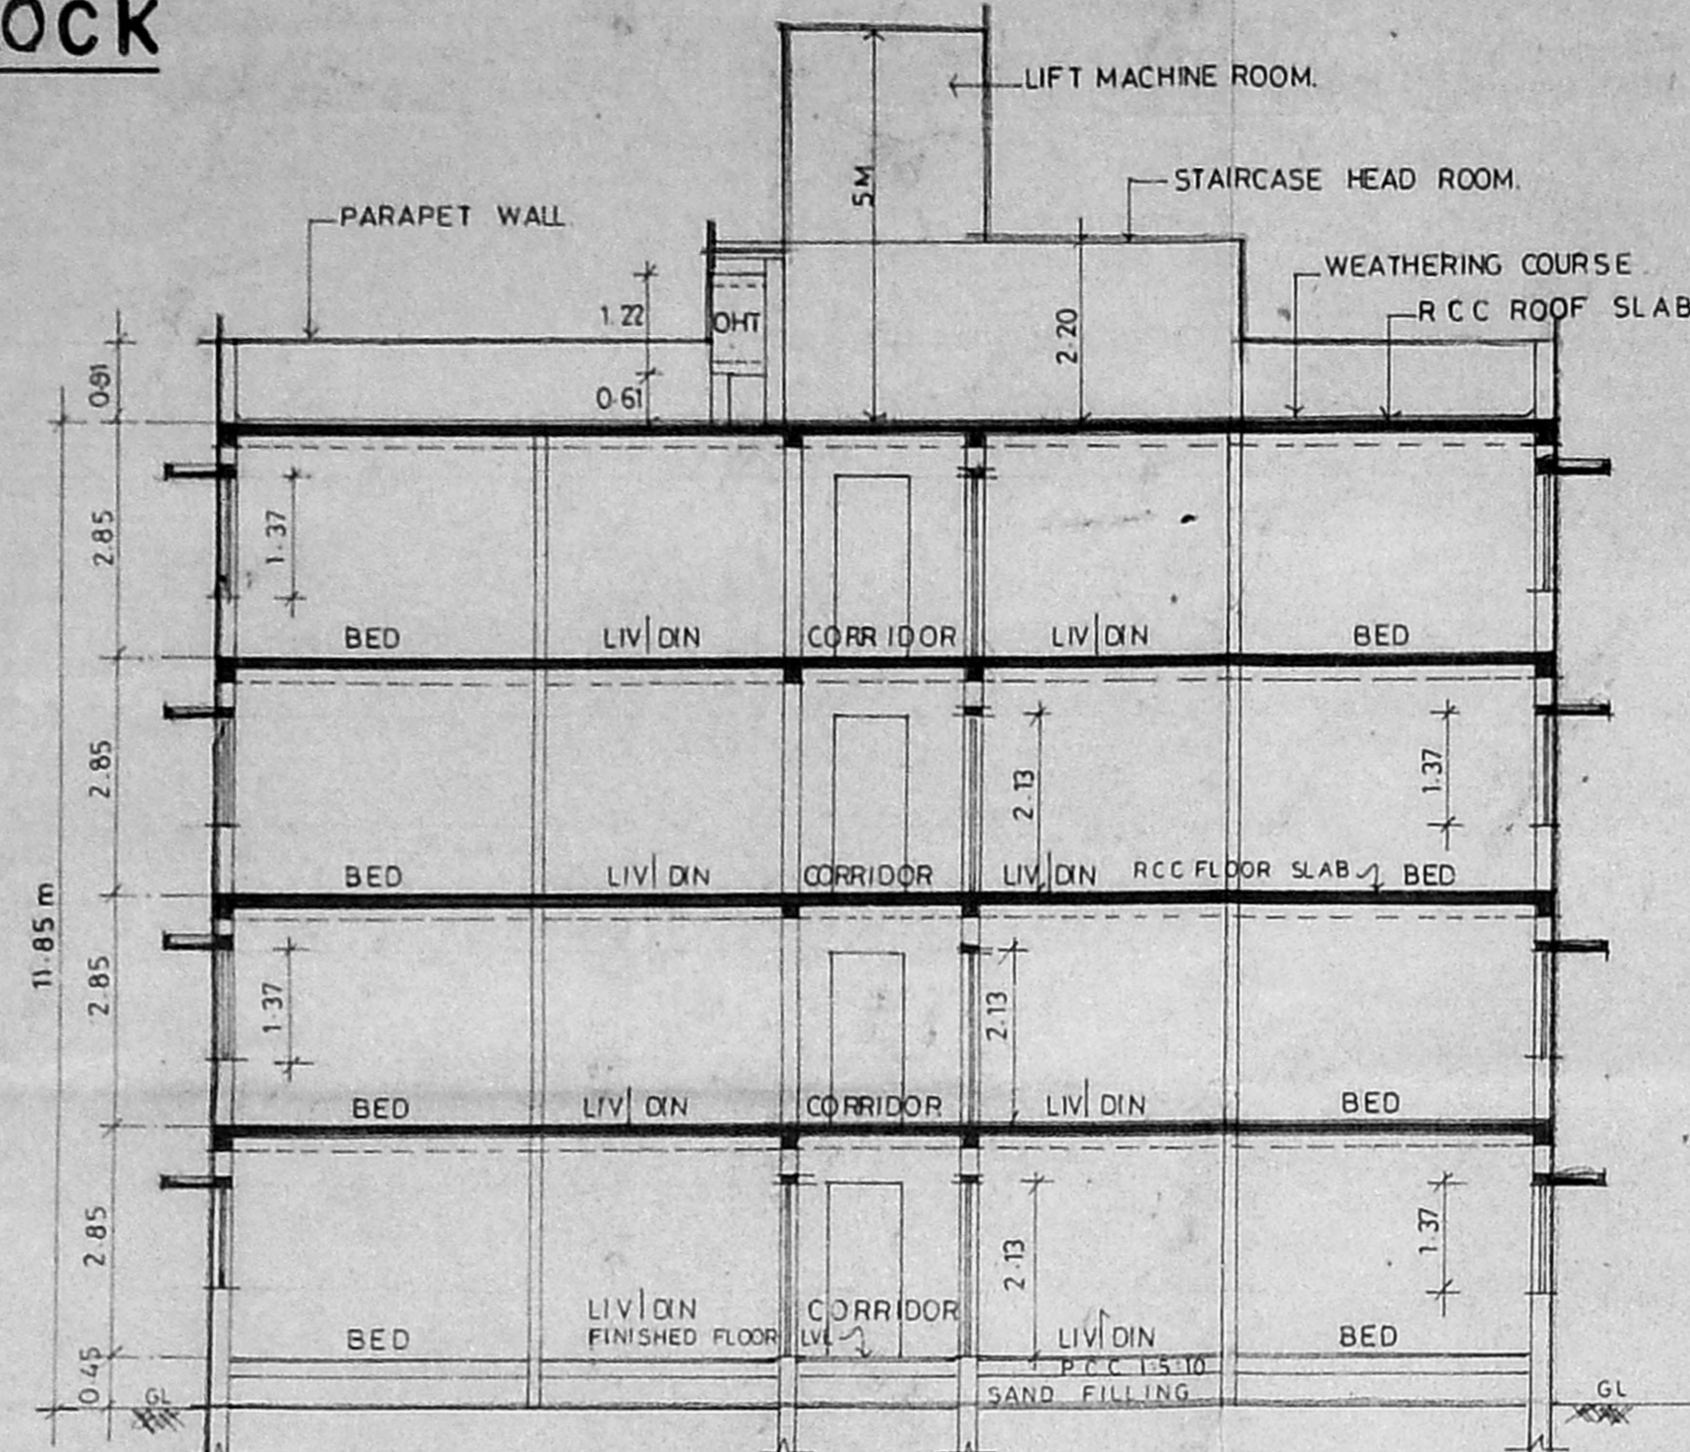 OCK
LIFT MACHINE ROOM.
5M
STAIRCASE HEAD ROOM.
PARAPET WALL
WEATHERING COURSE
RCC ROOF SLAB
1.22
OHT
2.20
0.91
0.61
2.85
1.37
BED LIV|DIN CORRIDOR LIV|DIN BED
2.85
2.13
1.37
BED LIV|DIN CORRIDOR LIV|DIN RCC FLOOR SLAB BED
11.85 m
2.85
1.37
2.13
BED LIV|DIN CORRIDOR LIV|DIN BED
2.85
2.13
1.37
LIV|DIN CORRIDOR
BED FINISHED FLOOR LVL LIV|DIN BED
0.45
P.C.C 1:5:10
GL SAND FILLING GL